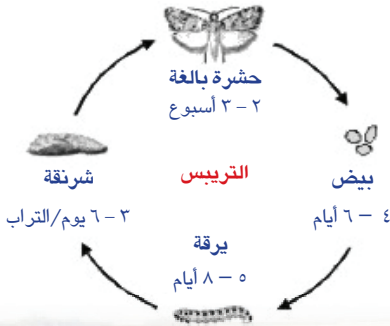 حشرة بالغة
٢ – ٣ أسبوع
بيض
٤ – ٦ أيام
يرقة
٥ – ٨ أيام
شرنقة
٣ – ٦ يوم/التراب
التريبس